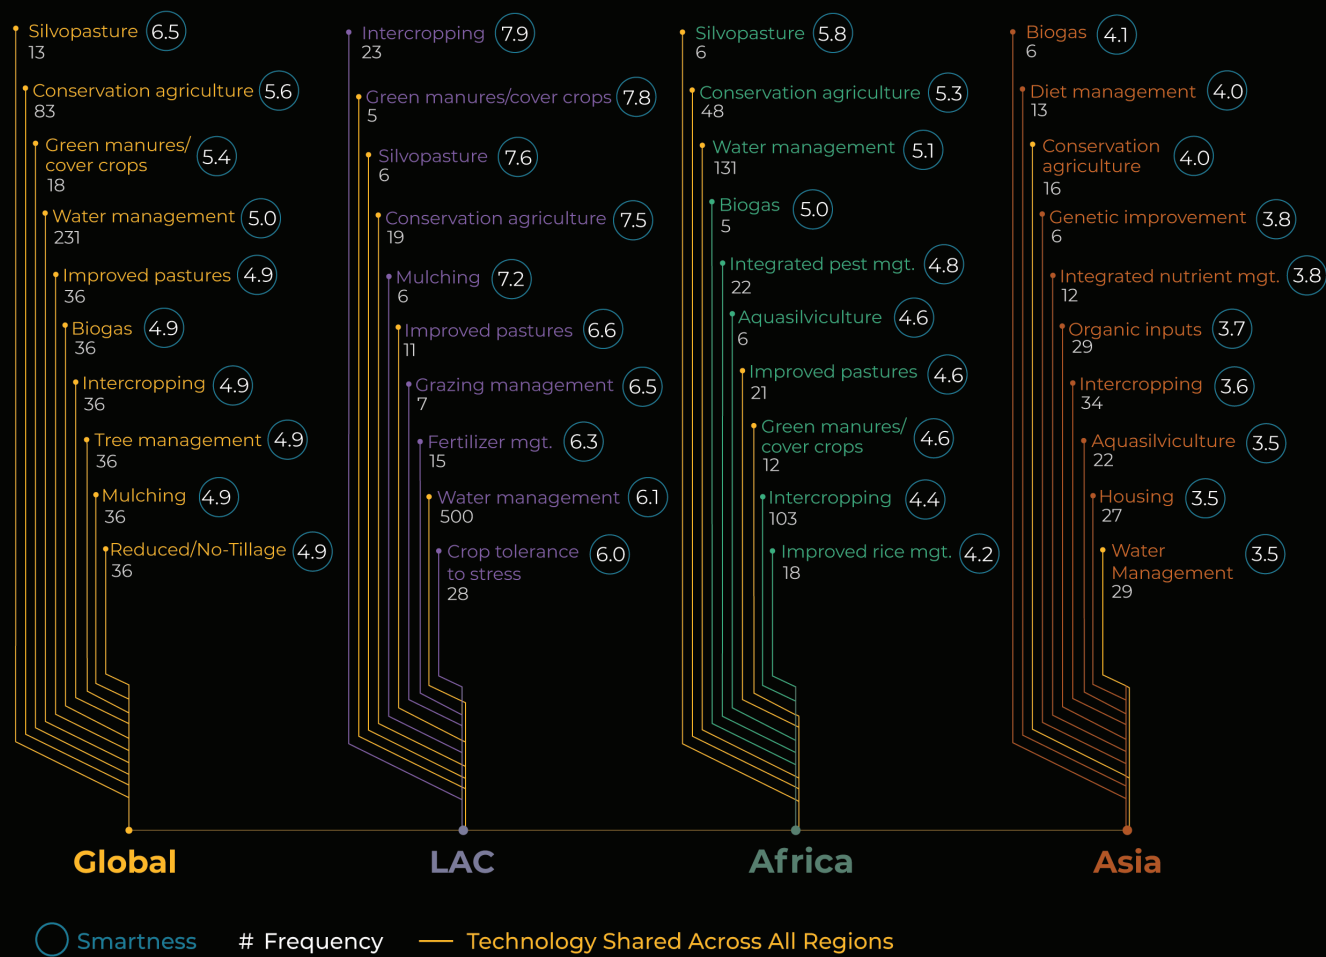 Silvopasture 6.5
13
Conservation agriculture 5.6
83
Green manures/
cover crops 5.4
18
Water management 5.0
231
Improved pastures 4.9
36
Biogas 4.9
36
Intercropping 4.9
36
Tree management 4.9
36
Mulching 4.9
36
Reduced/No-Tillage 4.9
36
Global
Intercropping 7.9
23
Green manures/cover crops 7.8
5
Silvopasture 7.6
6
Conservation agriculture 7.5
19
Mulching 7.2
6
Improved pastures 6.6
11
Grazing management 6.5
7
Fertilizer mgt. 6.3
15
Water management 6.1
500
Crop tolerance 6.0
to stress
28
LAC
Silvopasture 5.8
6
Conservation agriculture 5.3
48
Water management 5.1
131
Biogas 5.0
5
Integrated pest mgt. 4.8
22
Aquasilviculture 4.6
6
Improved pastures 4.6
21
Green manures/ 4.6
cover crops
12
Intercropping 4.4
103
Improved rice mgt. 4.2
18
Africa
Biogas 4.1
6
Diet management 4.0
13
Conservation 4.0
agriculture
16
Genetic improvement 3.8
6
Integrated nutrient mgt. 3.8
12
Organic inputs 3.7
29
Intercropping 3.6
34
Aquasilviculture 3.5
22
Housing 3.5
27
Water 3.5
Management
29
Asia
Smartness # Frequency Technology Shared Across All Regions